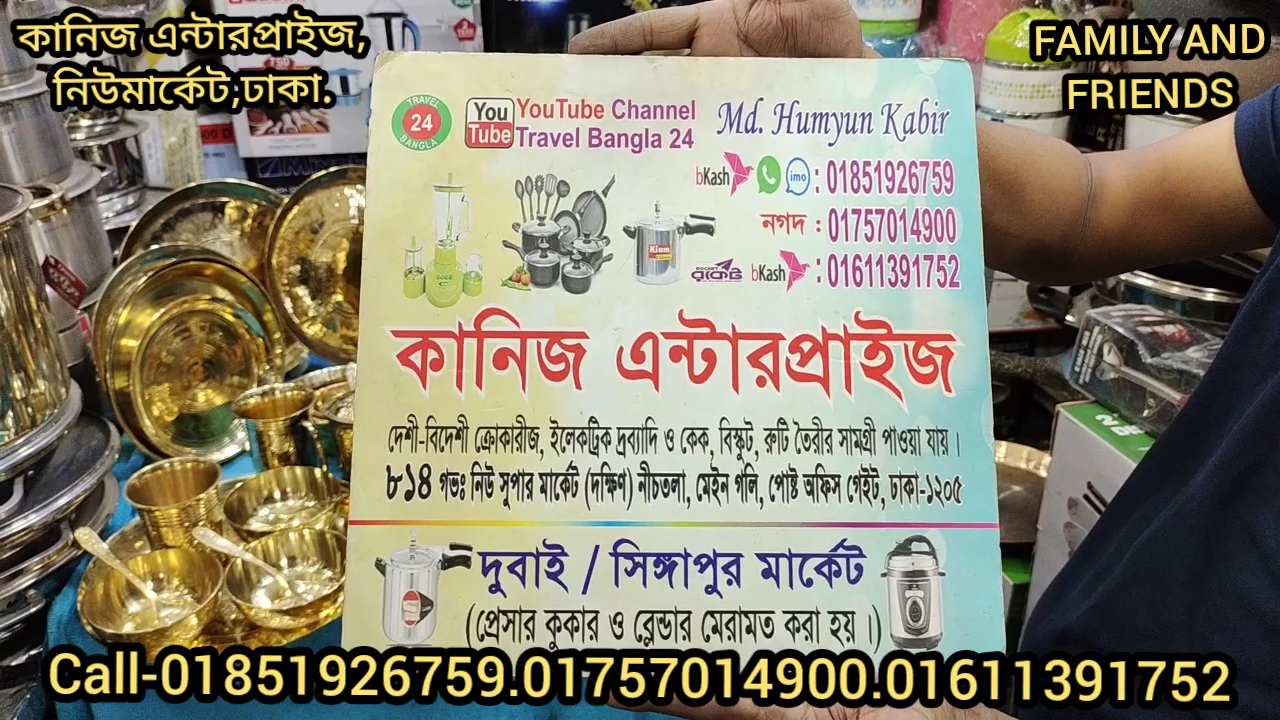 কানিজ এন্টারপ্রাইজ,
নিউমার্কেট;ঢাকা.
FAMILY AND
FRIENDS
TRAVEL
24
BANGLA
You
Tube
YouTube Channel
Travel Bangla 24
Md. Humyun Kabir
bKash imo : 01851926759
নগদ : 01757014900
রকেট bKash : 01611391752
Kiam
কানিজ এন্টারপ্রাইজ
দেশী-বিদেশী ক্রোকারীজ, ইলেকট্রিক দ্রব্যাদি ও কেক, বিস্কুট, রুটি তৈরীর সামগ্রী পাওয়া যায়।
৮১৪ গভঃ নিউ সুপার মার্কেট (দক্ষিণ) নীচতলা, মেইন গলি, পোষ্ট অফিস গেইট, ঢাকা-১২০৫
দুবাই / সিঙ্গাপুর মার্কেট
(প্রেসার কুকার ও ব্লেন্ডার মেরামত করা হয়।)
Call-01851926759.01757014900.01611391752